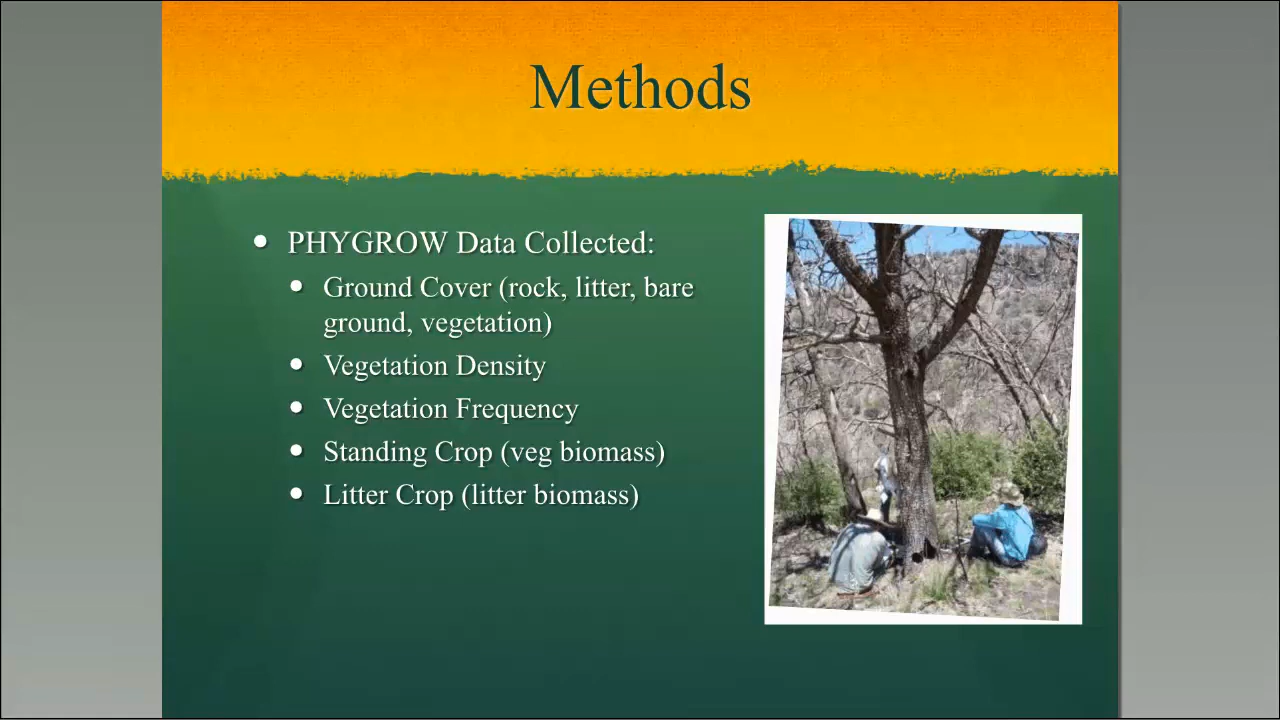 Methods
• PHYGROW Data Collected:
• Ground Cover (rock, litter, bare
ground, vegetation)
• Vegetation Density
• Vegetation Frequency
• Standing Crop (veg biomass)
• Litter Crop (litter biomass)